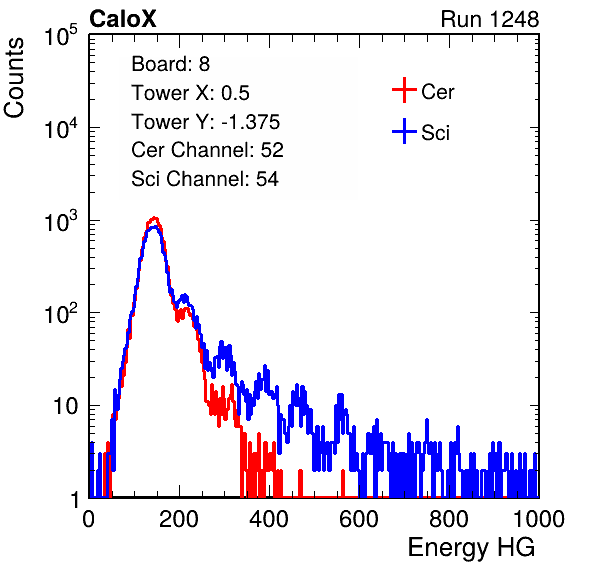 CaloX Run 1248
Counts
10^5
10^4
10^3
10^2
10
1
Board: 8
Tower X: 0.5
Tower Y: -1.375
Cer Channel: 52
Sci Channel: 54
Cer
Sci
0 200 400 600 800 1000
Energy HG